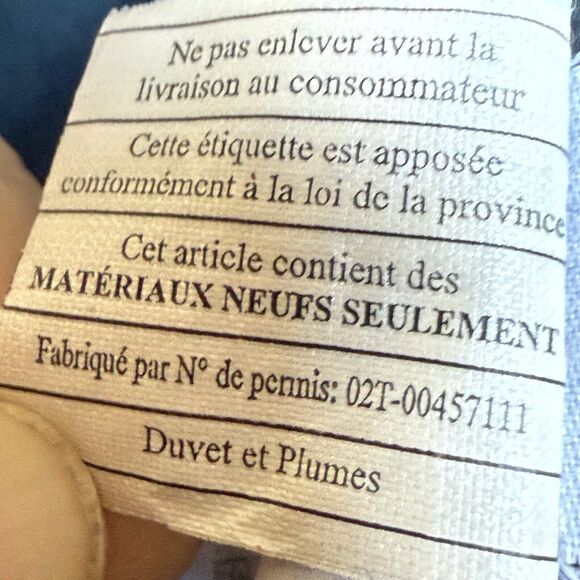 Ne pas enlever avant la
livraison au consommateur
Cette étiquette est apposée
conformément à la loi de la province
Cet article contient des
MATÉRIAUX NEUFS SEULEMENT
Fabriqué par N° de pennis: 02T-00457111
Duvet et Plumes